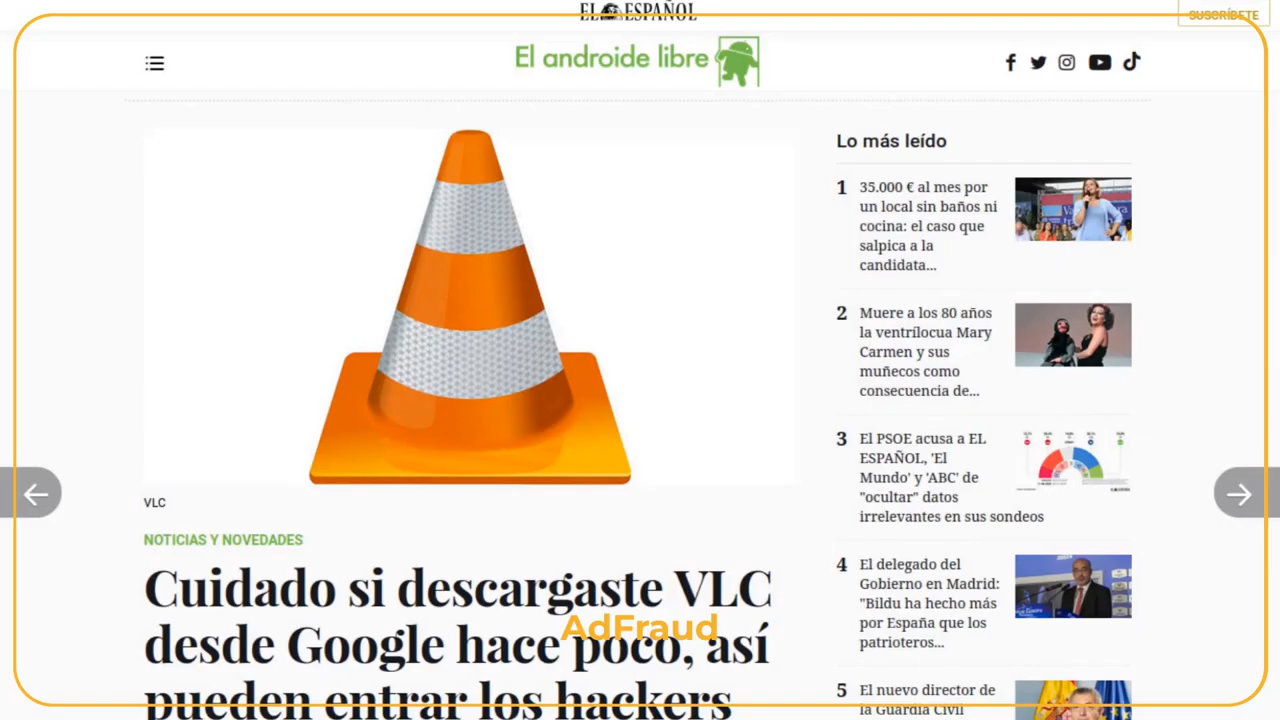 EL ESPAÑOL
SUSCRÍBETE
El androide libre
VLC
NOTICIAS Y NOVEDADES
Cuidado si descargaste VLC
desde Google hace poco, así
pueden entrar los hackers
AdFraud
Lo más leído
1 35.000 € al mes por
un local sin baños ni
cocina: el caso que
salpica a la
candidata...
2 Muere a los 80 años
la ventrílocua Mary
Carmen y sus
muñecos como
consecuencia de...
3 El PSOE acusa a EL
ESPAÑOL, 'El
Mundo' y 'ABC' de
"ocultar" datos
irrelevantes en sus sondeos
4 El delegado del
Gobierno en Madrid:
"Bildu ha hecho más
por España que los
patrioteros...
5 El nuevo director de
la Guardia Civil